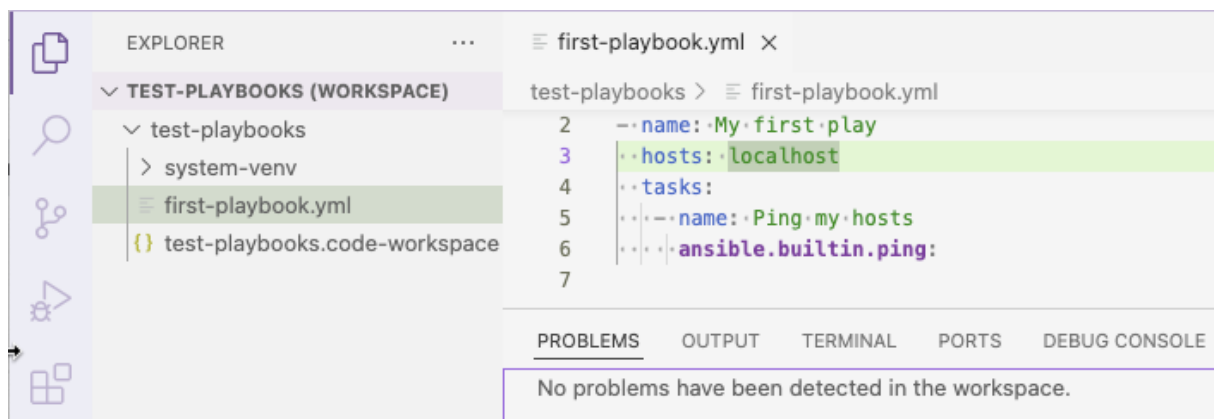 EXPLORER ...
TEST-PLAYBOOKS (WORKSPACE)
test-playbooks
system-venv
first-playbook.yml
{} test-playbooks.code-workspace
first-playbook.yml ×
test-playbooks > first-playbook.yml
2 - name: My first play
3 hosts: localhost
4 tasks:
5 - name: Ping my hosts
6 ansible.builtin.ping:
7
PROBLEMS OUTPUT TERMINAL PORTS DEBUG CONSOLE
No problems have been detected in the workspace.